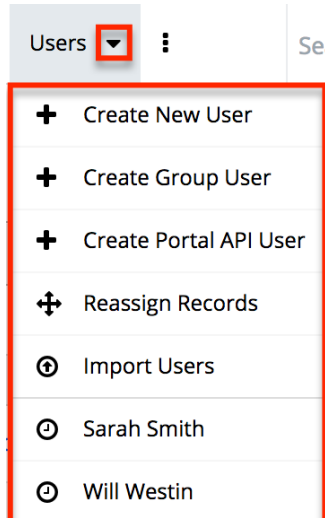 Users
Se
Create New User
Create Group User
Create Portal API User
Reassign Records
Import Users
Sarah Smith
Will Westin